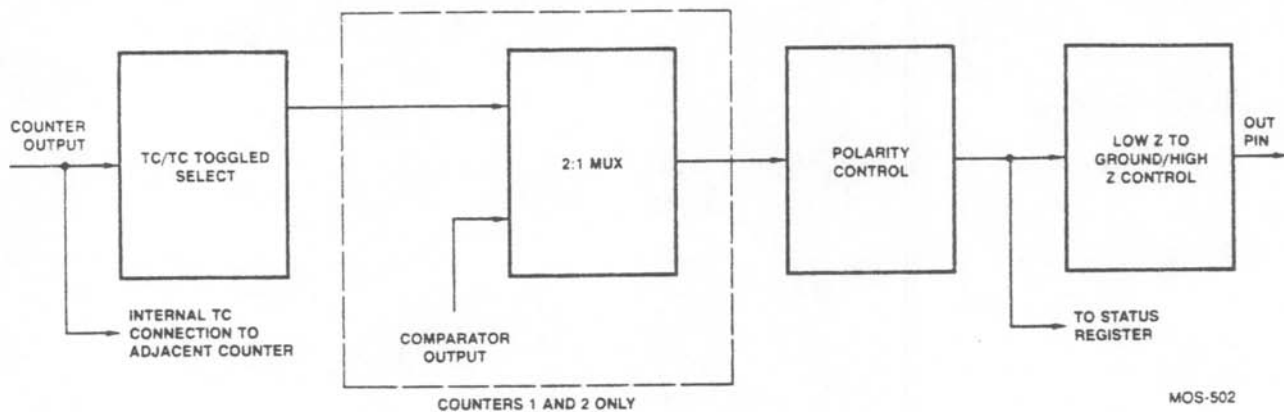 COUNTER
OUTPUT
TC/TC TOGGLED
SELECT
INTERNAL TC
CONNECTION TO
ADJACENT COUNTER
2:1 MUX
COMPARATOR
OUTPUT
COUNTERS 1 AND 2 ONLY
POLARITY
CONTROL
LOW Z TO
GROUND/HIGH
Z CONTROL
OUT
PIN
TO STATUS
REGISTER
MOS-502